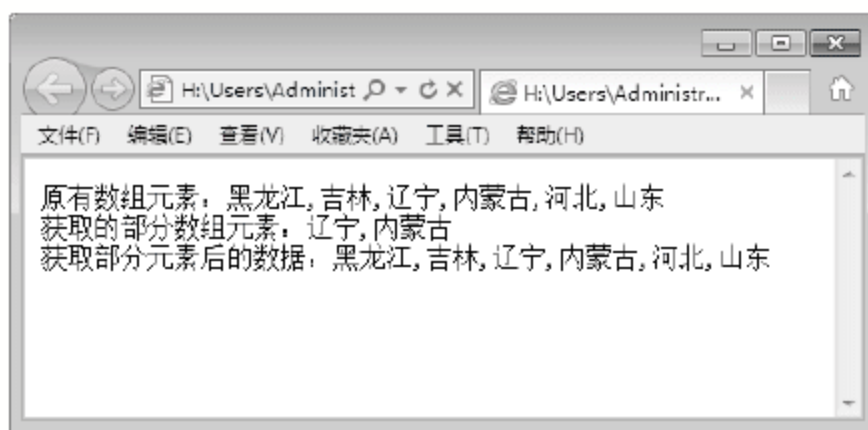 H:\Users\Administ
H:\Users\Administr...
文件(F) 编辑(E) 查看(V) 收藏夹(A) 工具(T) 帮助(H)
原有数组元素：黑龙江,吉林,辽宁,内蒙古,河北,山东
获取的部分数组元素：辽宁,内蒙古
获取部分元素后的数据：黑龙江,吉林,辽宁,内蒙古,河北,山东